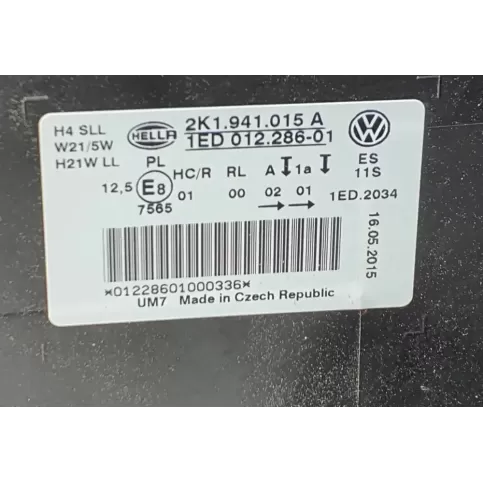 H4 SLL
W21/5W
H21W LL
HELLA
2K1.941.015 A
1ED 012.286-01
PL HC/R RL A 1a ES
11S
12,5 E8 01 00 02 01 1ED.2034
7565
16.05.2015
*01228601000336*
UM7 Made in Czech Republic